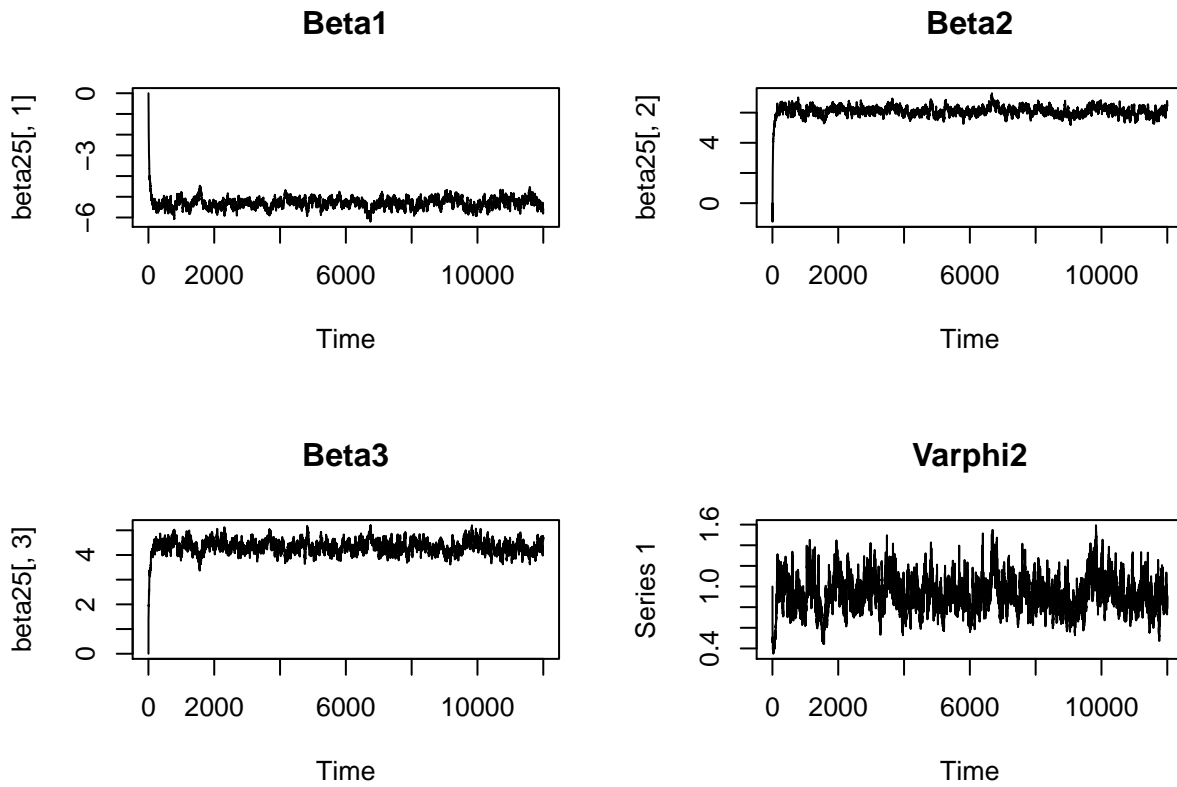 Beta1
beta25[, 1]
0
−3
−6
0 2000 6000 10000
Time
Beta2
beta25[, 2]
4
0
0 2000 6000 10000
Time
Beta3
beta25[, 3]
4
2
0
0 2000 6000 10000
Time
Varphi2
Series 1
1.6
1.0
0.4
0 2000 6000 10000
Time